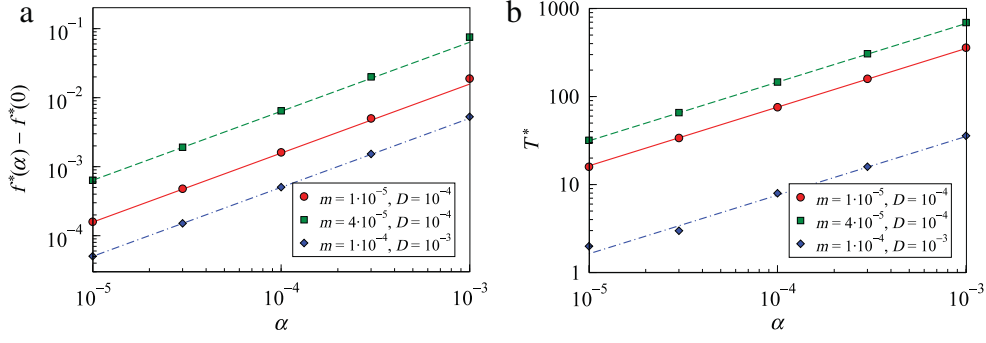 a
10⁻¹
10⁻²
10⁻³
10⁻⁴
f*(α) − f*(0)
m = 1·10⁻⁵, D = 10⁻⁴
m = 4·10⁻⁵, D = 10⁻⁴
m = 1·10⁻⁴, D = 10⁻³
10⁻⁵
10⁻⁴
10⁻³
α
b
1000
100
10
1
T*
m = 1·10⁻⁵, D = 10⁻⁴
m = 4·10⁻⁵, D = 10⁻⁴
m = 1·10⁻⁴, D = 10⁻³
10⁻⁵
10⁻⁴
10⁻³
α